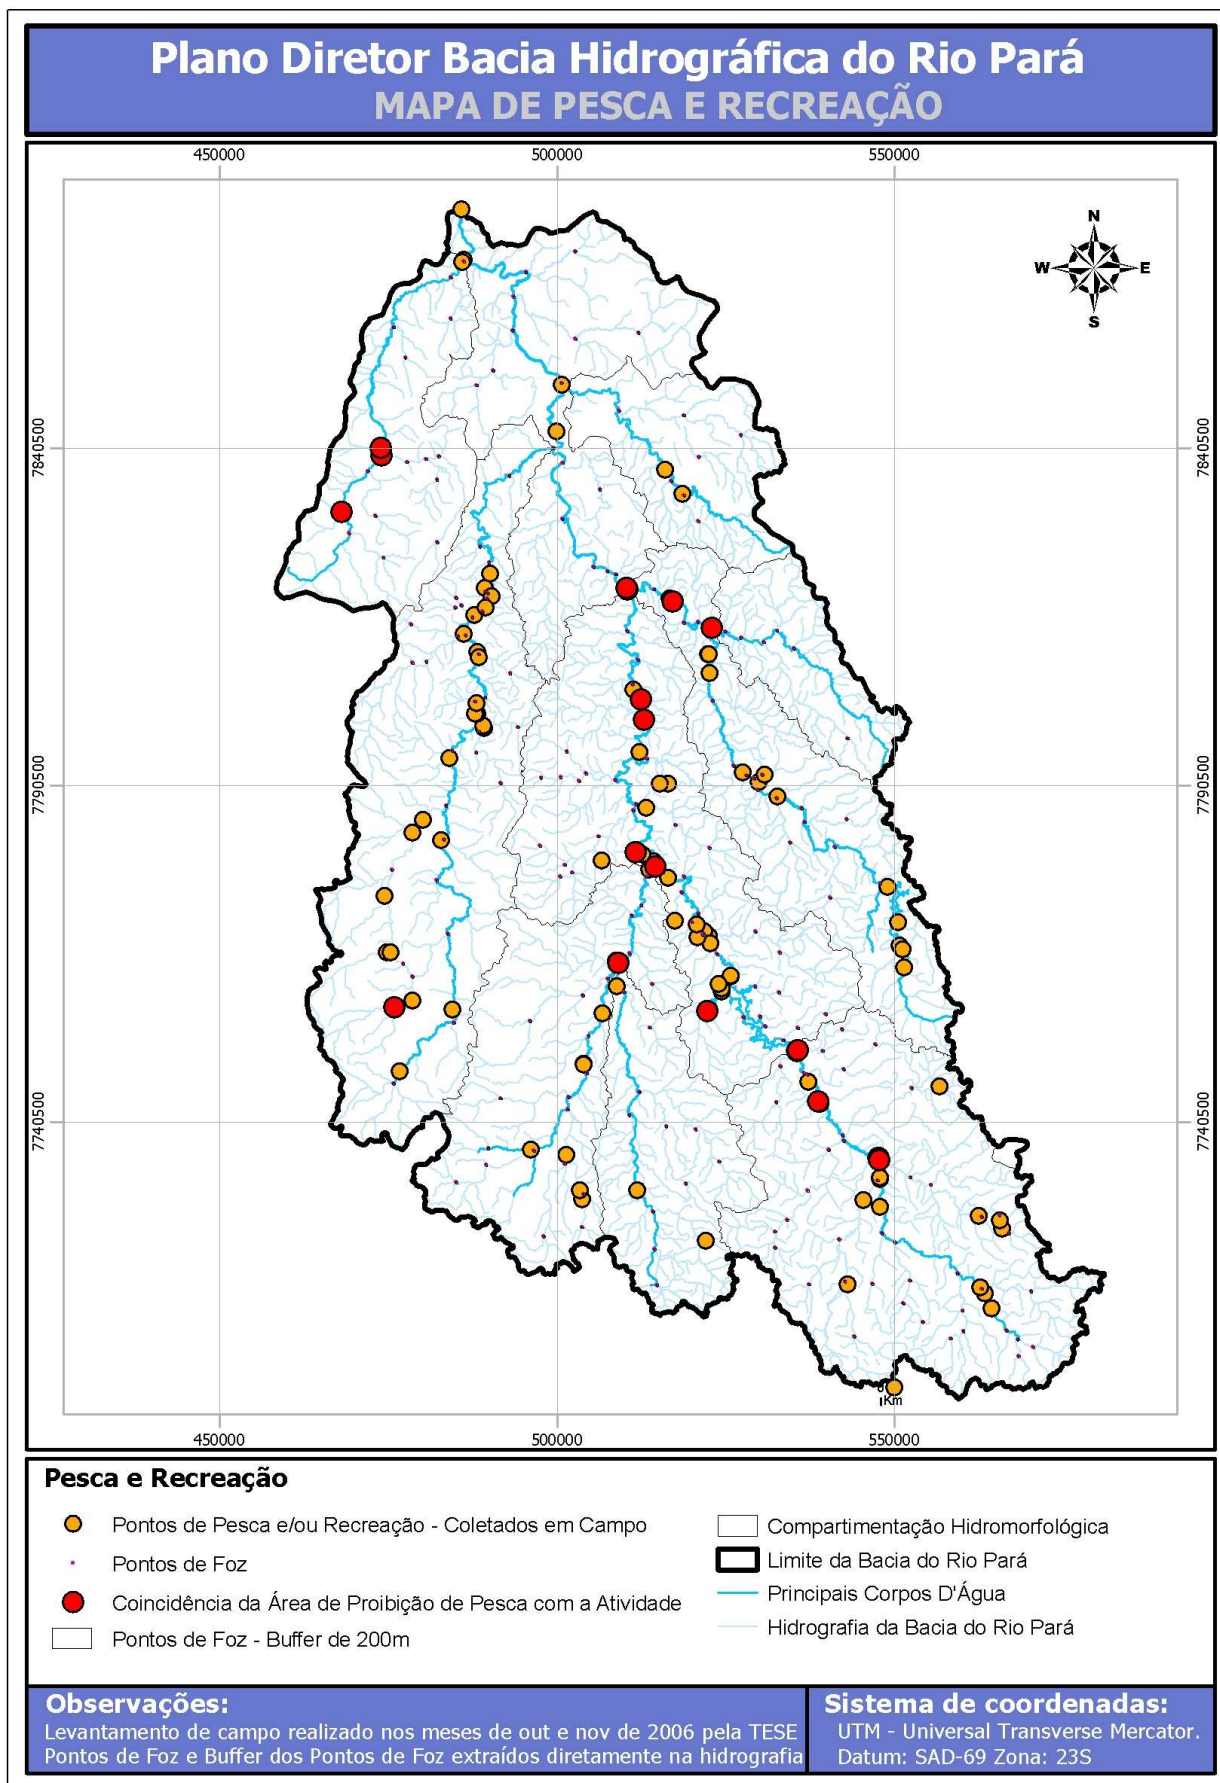 Plano Diretor Bacia Hidrográfica do Rio Pará
MAPA DE PESCA E RECREAÇÃO
450000
500000
550000
N
W
E
S
7840500
7840500
7790500
7790500
7740500
7740500
0
Km
450000
500000
550000
Pesca e Recreação
Pontos de Pesca e/ou Recreação - Coletados em Campo
Pontos de Foz
Coincidência da Área de Proibição de Pesca com a Atividade
Pontos de Foz - Buffer de 200m
Compartimentação Hidromorfológica
Limite da Bacia do Rio Pará
Principais Corpos D'Água
Hidrografia da Bacia do Rio Pará
Observações:
Levantamento de campo realizado nos meses de out e nov de 2006 pela TESE
Pontos de Foz e Buffer dos Pontos de Foz extraídos diretamente na hidrografia
Sistema de coordenadas:
UTM - Universal Transverse Mercator.
Datum: SAD-69 Zona: 23S